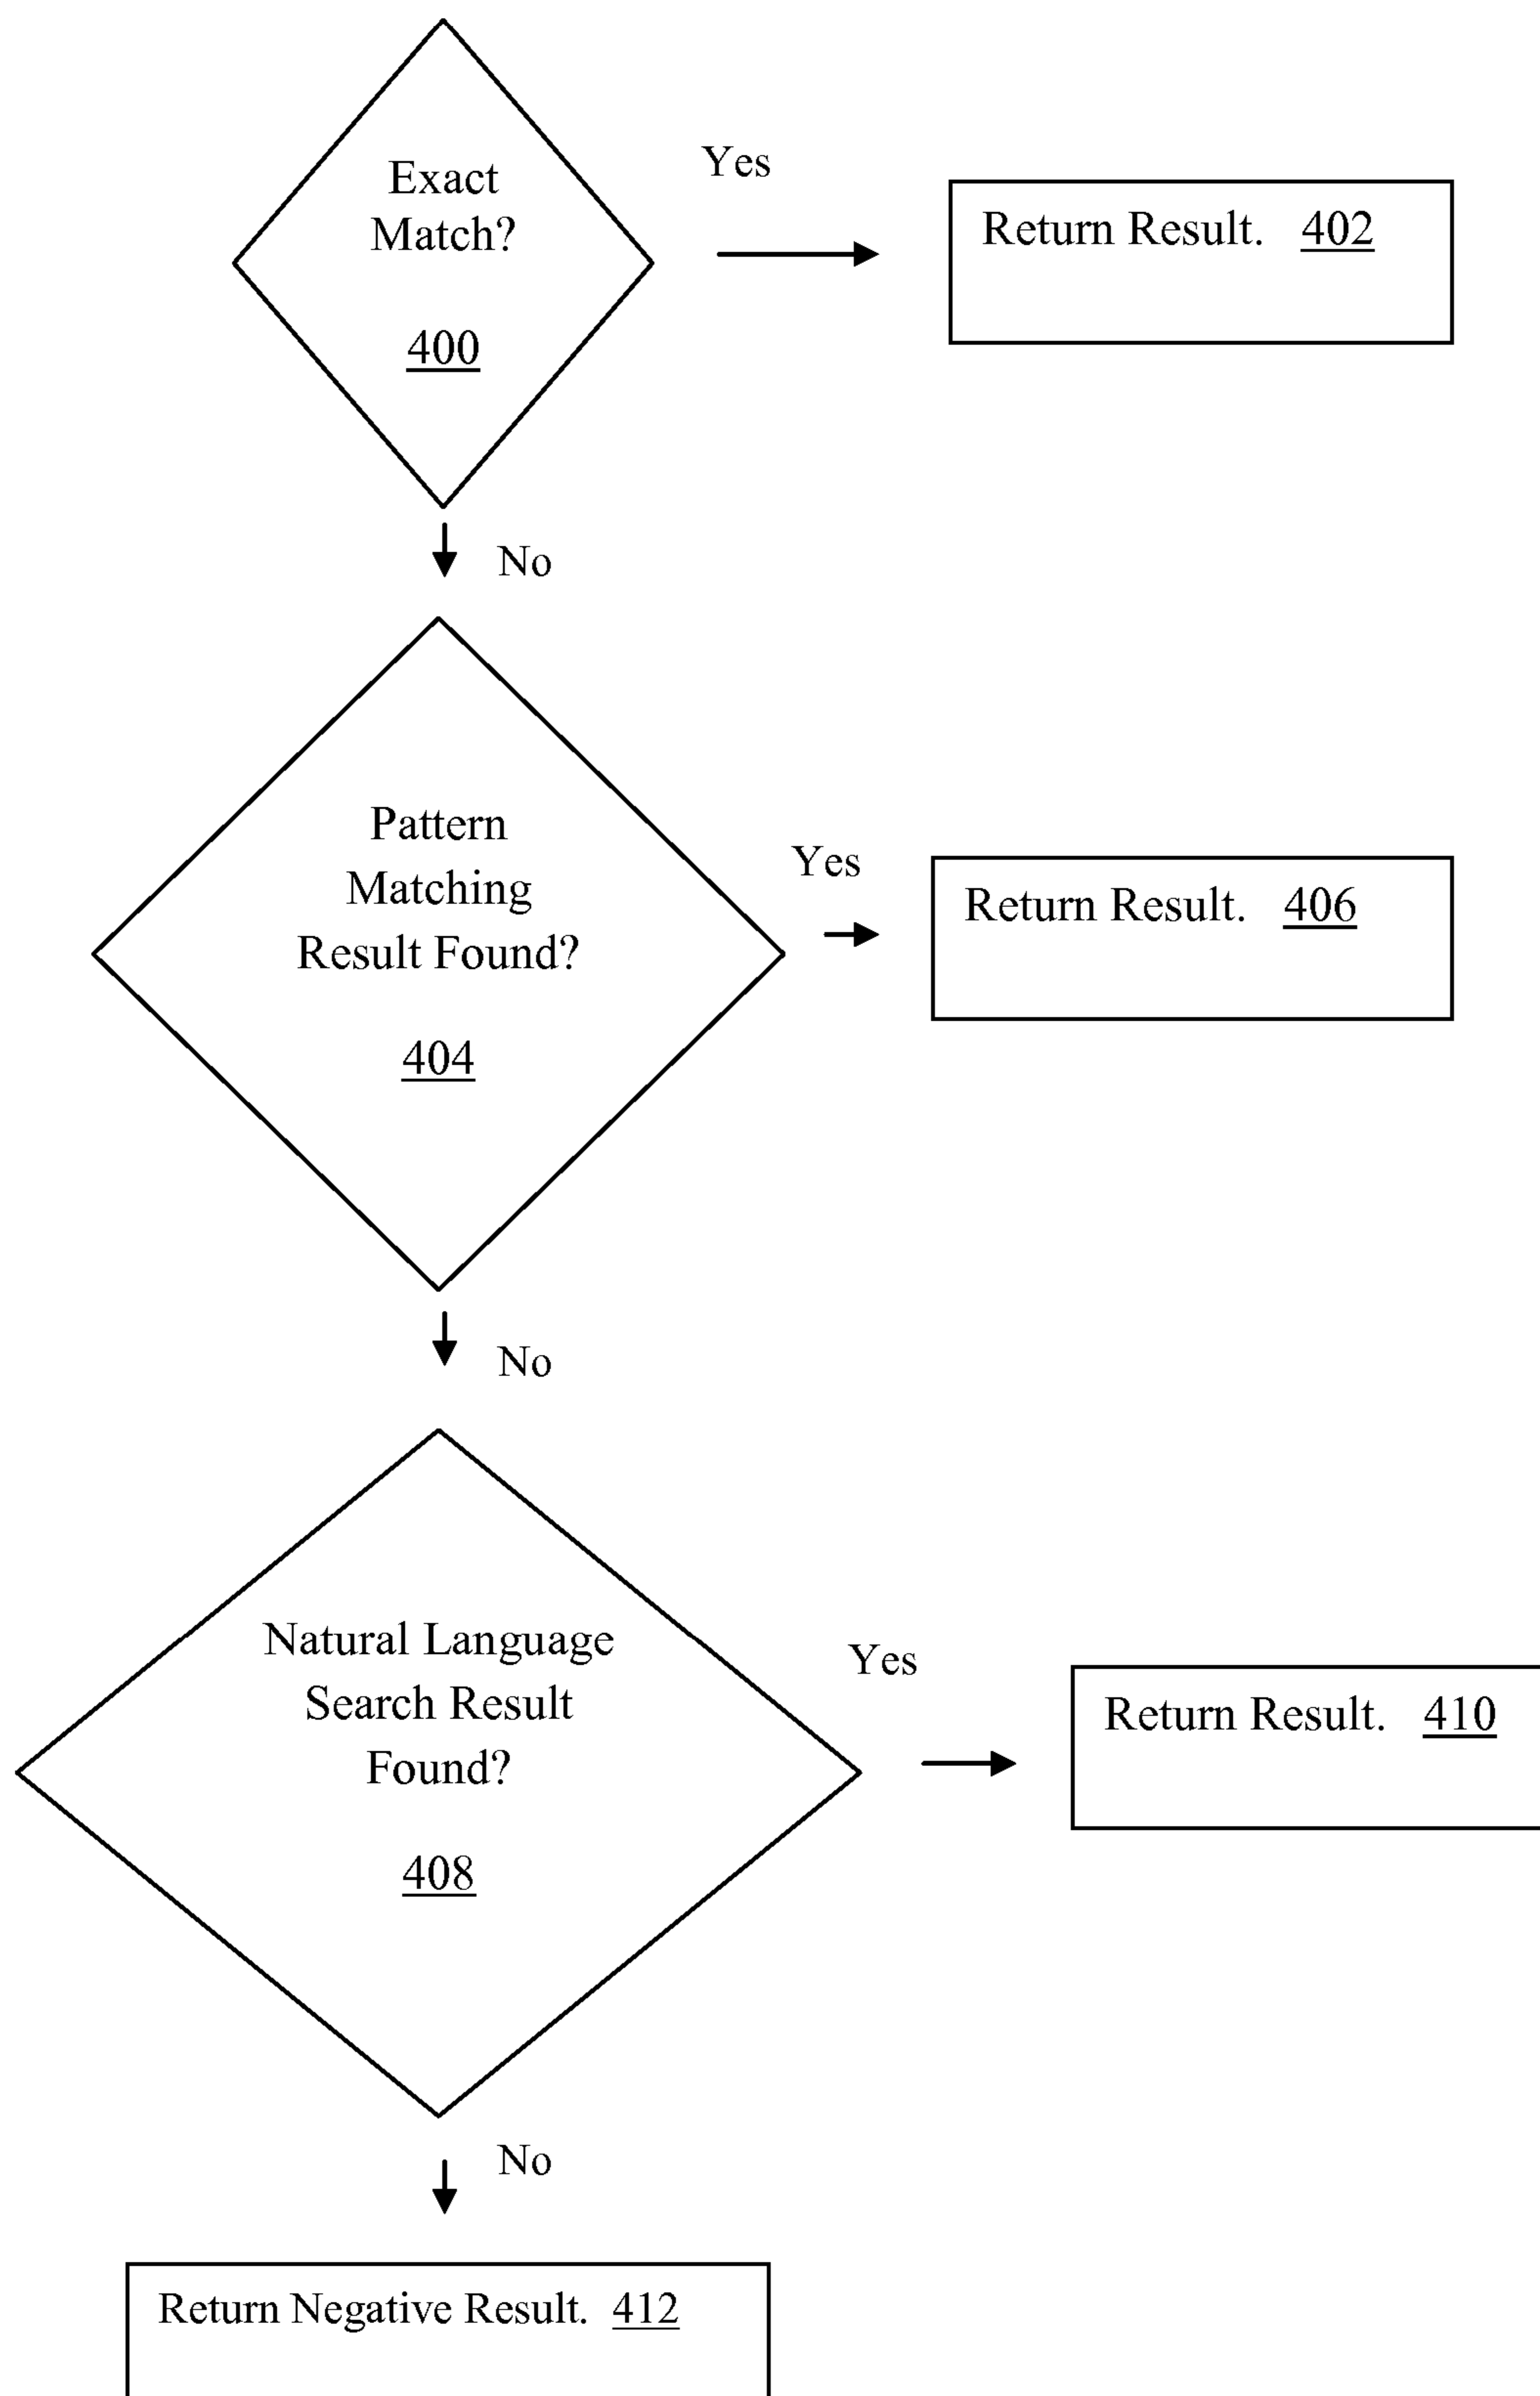 Exact
Match?
400
Yes
Return Result. 402
No
Pattern
Matching
Result Found?
404
Yes
Return Result. 406
No
Natural Language
Search Result
Found?
408
Yes
Return Result. 410
No
Return Negative Result. 412